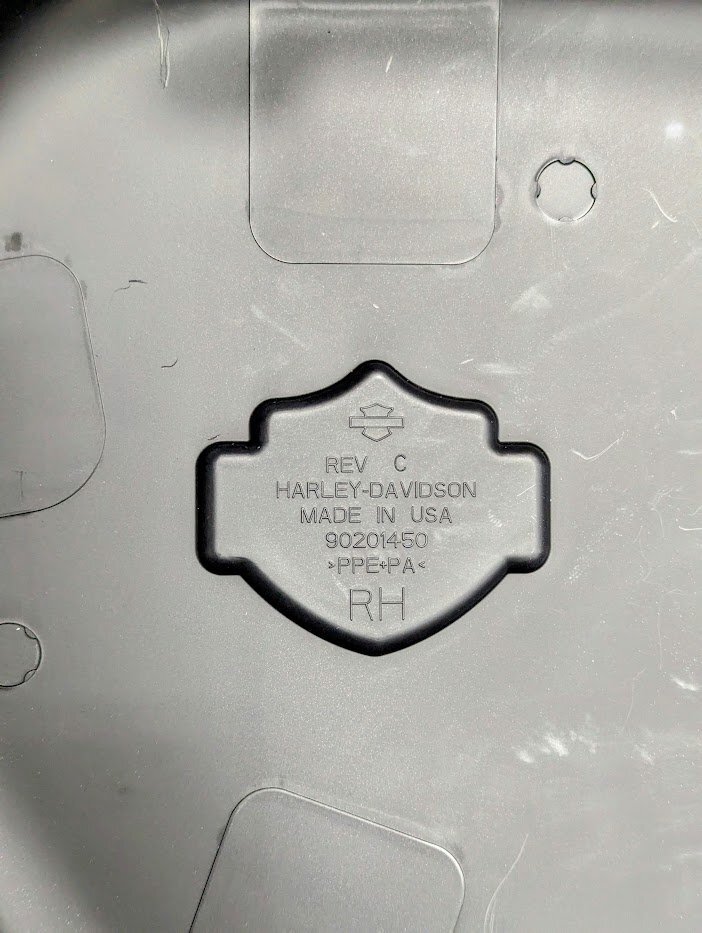 REV C
HARLEY-DAVIDSON
MADE IN USA
90201450
>PPE+PA<
RH